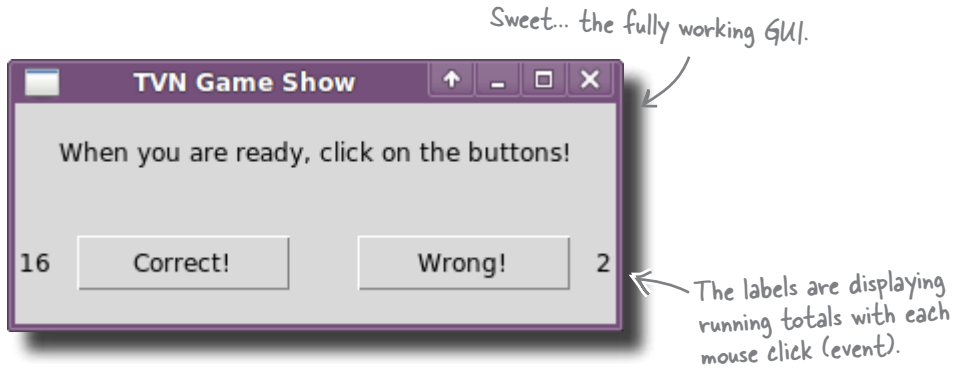 Sweet... the fully working GUI.
TVN Game Show
When you are ready, click on the buttons!
16 Correct! Wrong! 2
The labels are displaying
running totals with each
mouse click (event).